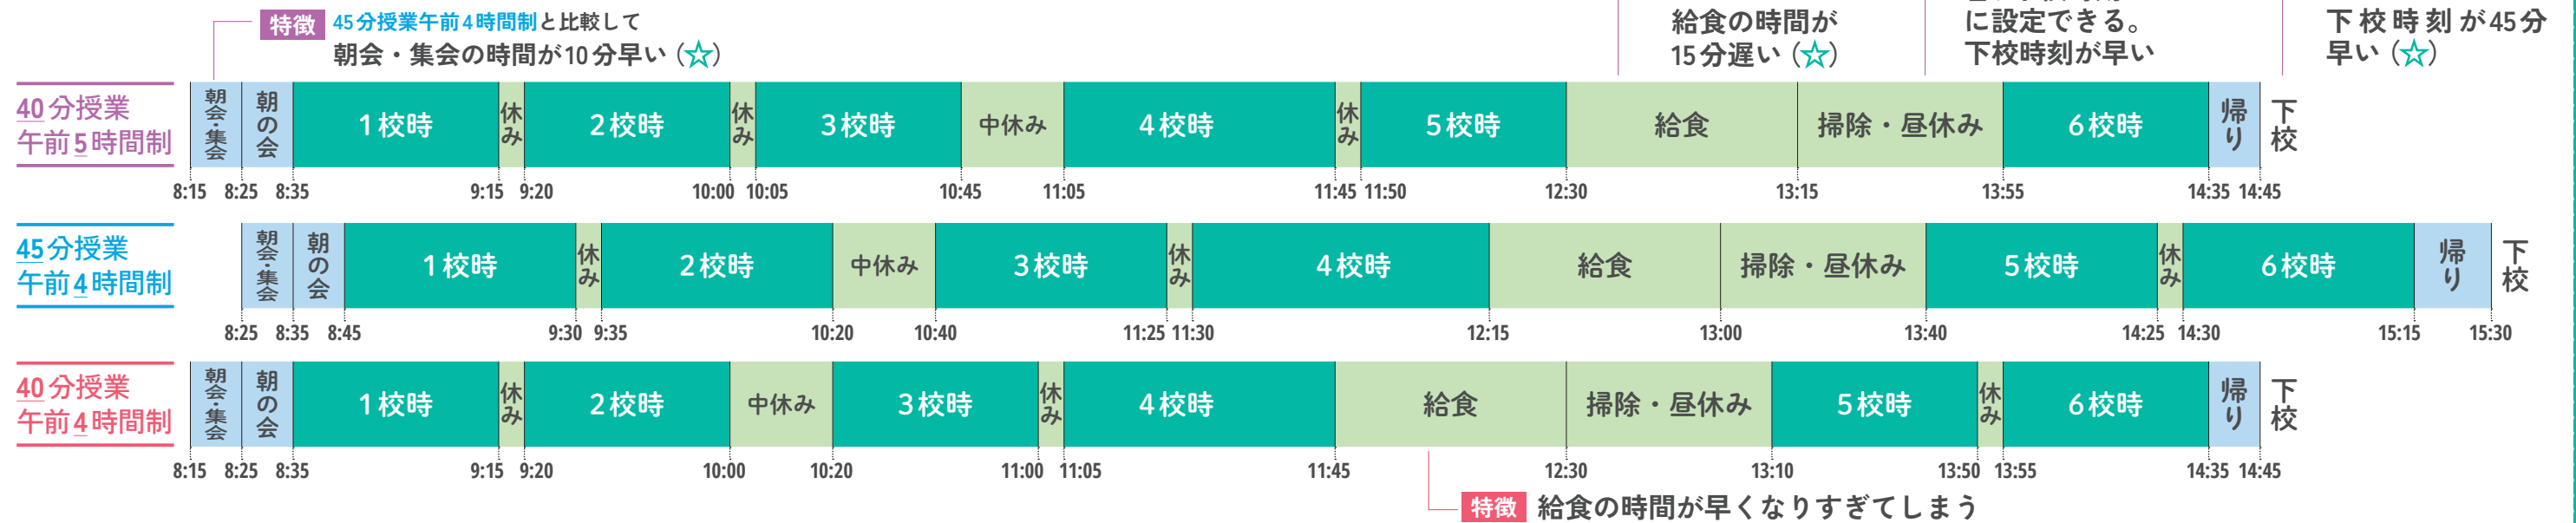 特徴 45分授業午前4時間制と比較して
朝会・集会の時間が10分早い(☆)
給食の時間が
15分遅い(☆)
に設定できる。
下校時刻が早い
下校時刻が45分
早い(☆)
40分授業
午前5時間制
朝会・集会 朝の会 1校時 休み 2校時 休み 3校時 中休み 4校時 休み 5校時 給食 掃除・昼休み 6校時 帰り 下校
8:15 8:25 8:35 9:15 9:20 10:00 10:05 10:45 11:05 11:45 11:50 12:30 13:15 13:55 14:35 14:45
45分授業
午前4時間制
朝会・集会 朝の会 1校時 休み 2校時 中休み 3校時 休み 4校時 給食 掃除・昼休み 5校時 休み 6校時 帰り 下校
8:25 8:35 8:45 9:30 9:35 10:20 10:40 11:25 11:30 12:15 13:00 13:40 14:25 14:30 15:15 15:30
40分授業
午前4時間制
朝会・集会 朝の会 1校時 休み 2校時 中休み 3校時 休み 4校時 給食 掃除・昼休み 5校時 休み 6校時 帰り 下校
8:15 8:25 8:35 9:15 9:20 10:00 10:20 11:00 11:05 11:45 12:30 13:10 13:50 13:55 14:35 14:45
特徴 給食の時間が早くなりすぎてしまう